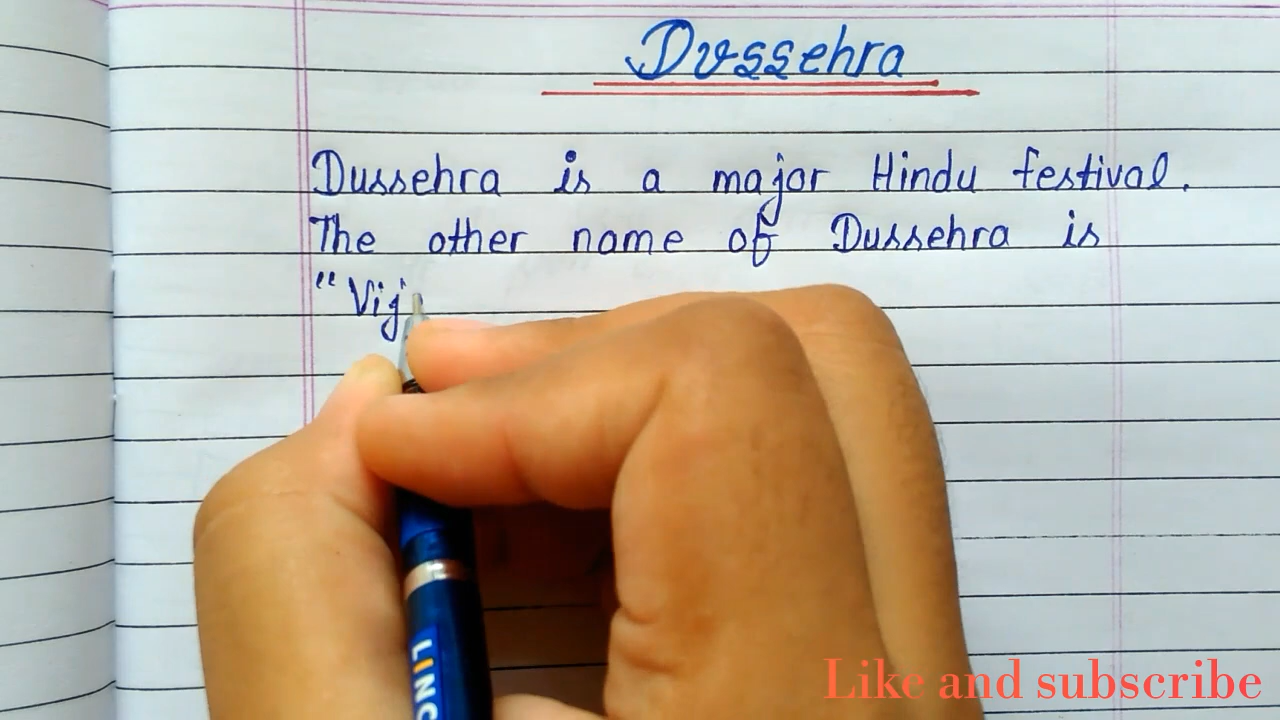 Dussehra
Dussehra is a major Hindu festival.
The other name of Dussehra is
"Vij
LINC
Like and subscribe